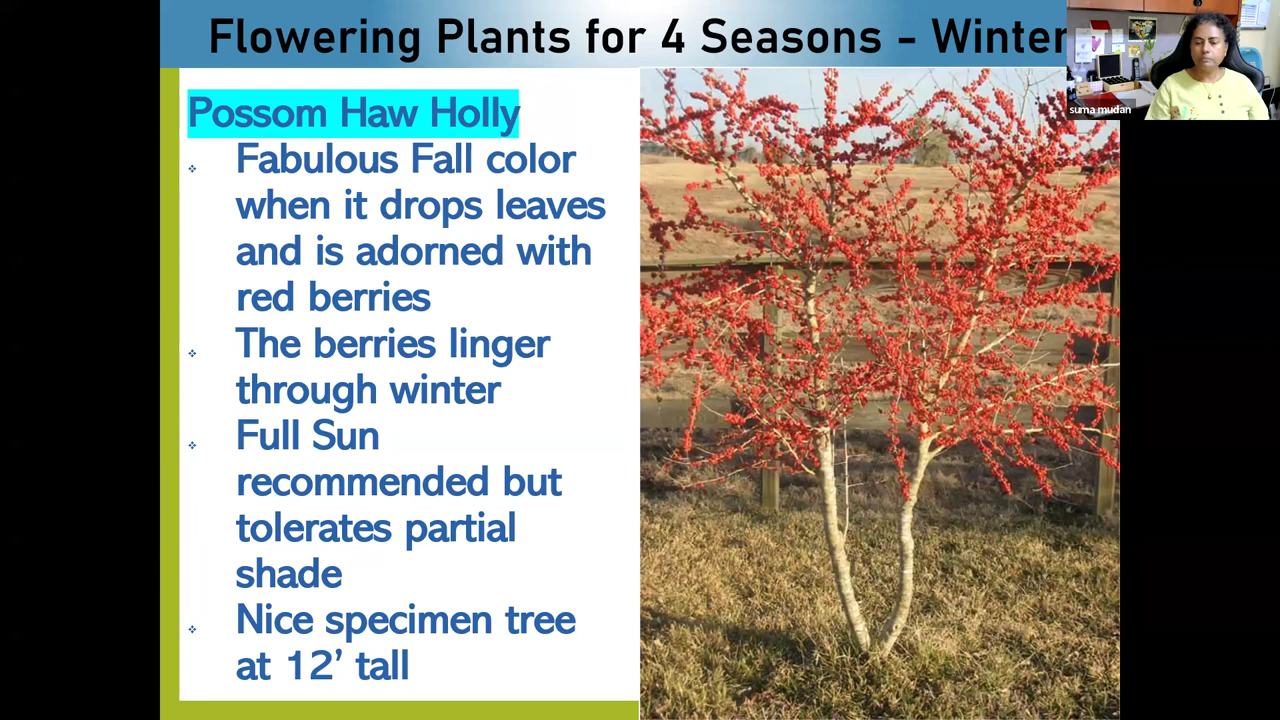 Flowering Plants for 4 Seasons - Winter
suma mudan
Possom Haw Holly
Fabulous Fall color
when it drops leaves
and is adorned with
red berries
The berries linger
through winter
Full Sun
recommended but
tolerates partial
shade
Nice specimen tree
at 12’ tall